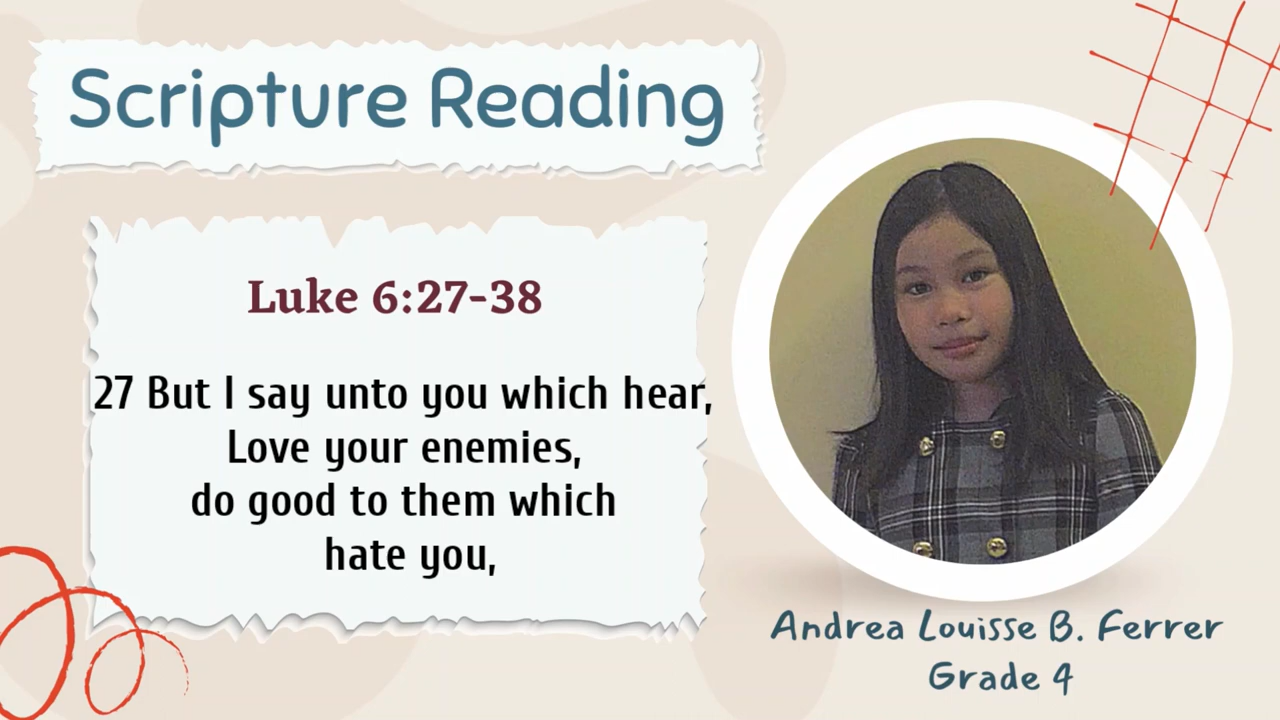 Scripture Reading
Luke 6:27-38
27 But I say unto you which hear,
Love your enemies,
do good to them which
hate you,
Andrea Louisse B. Ferrer
Grade 4